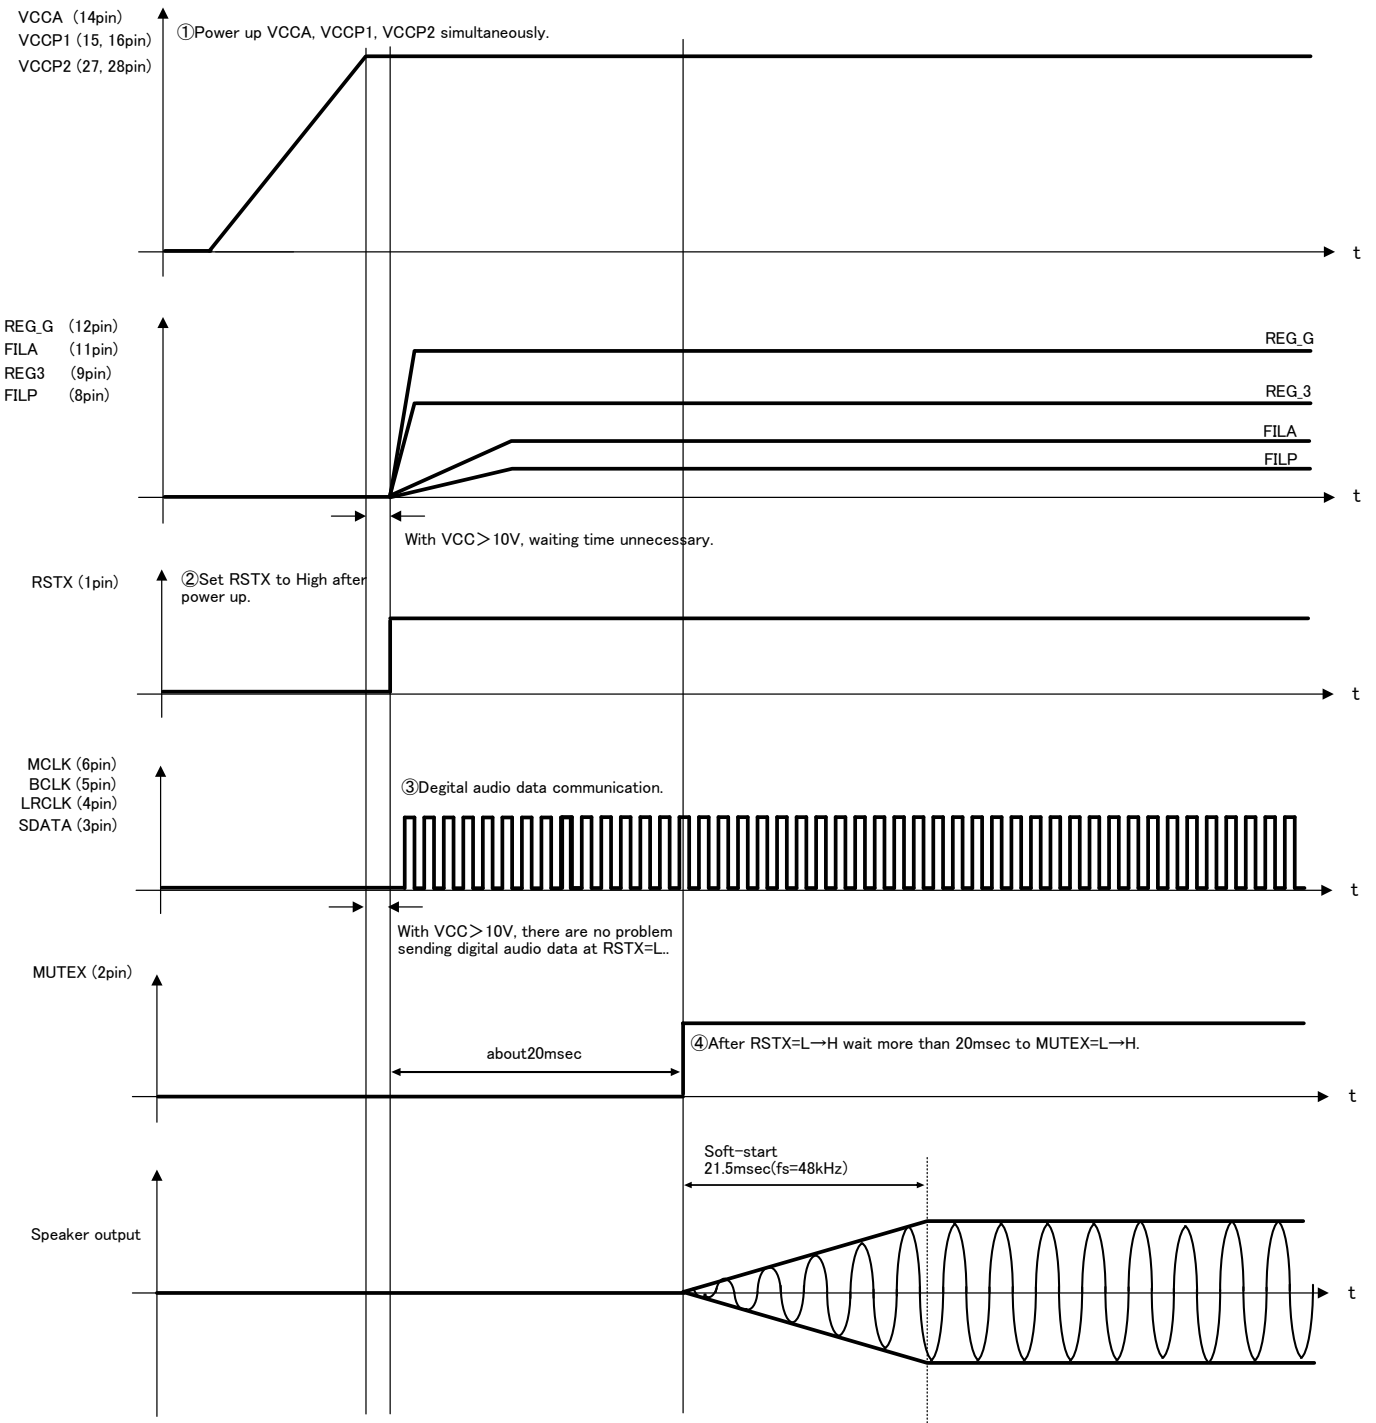 VCCA (14pin)
VCCP1 (15, 16pin)
VCCP2 (27, 28pin)
①Power up VCCA, VCCP1, VCCP2 simultaneously.
t
REG_G (12pin)
FILA (11pin)
REG3 (9pin)
FILP (8pin)
REG_G
REG_3
FILA
FILP
t
With VCC＞10V, waiting time unnecessary.
RSTX (1pin)
②Set RSTX to High after
power up.
t
MCLK (6pin)
BCLK (5pin)
LRCLK (4pin)
SDATA (3pin)
③Degital audio data communication.
t
With VCC＞10V, there are no problem
sending digital audio data at RSTX=L..
MUTEX (2pin)
about20msec
④After RSTX=L→H wait more than 20msec to MUTEX=L→H.
t
Soft-start
21.5msec(fs=48kHz)
Speaker output
t